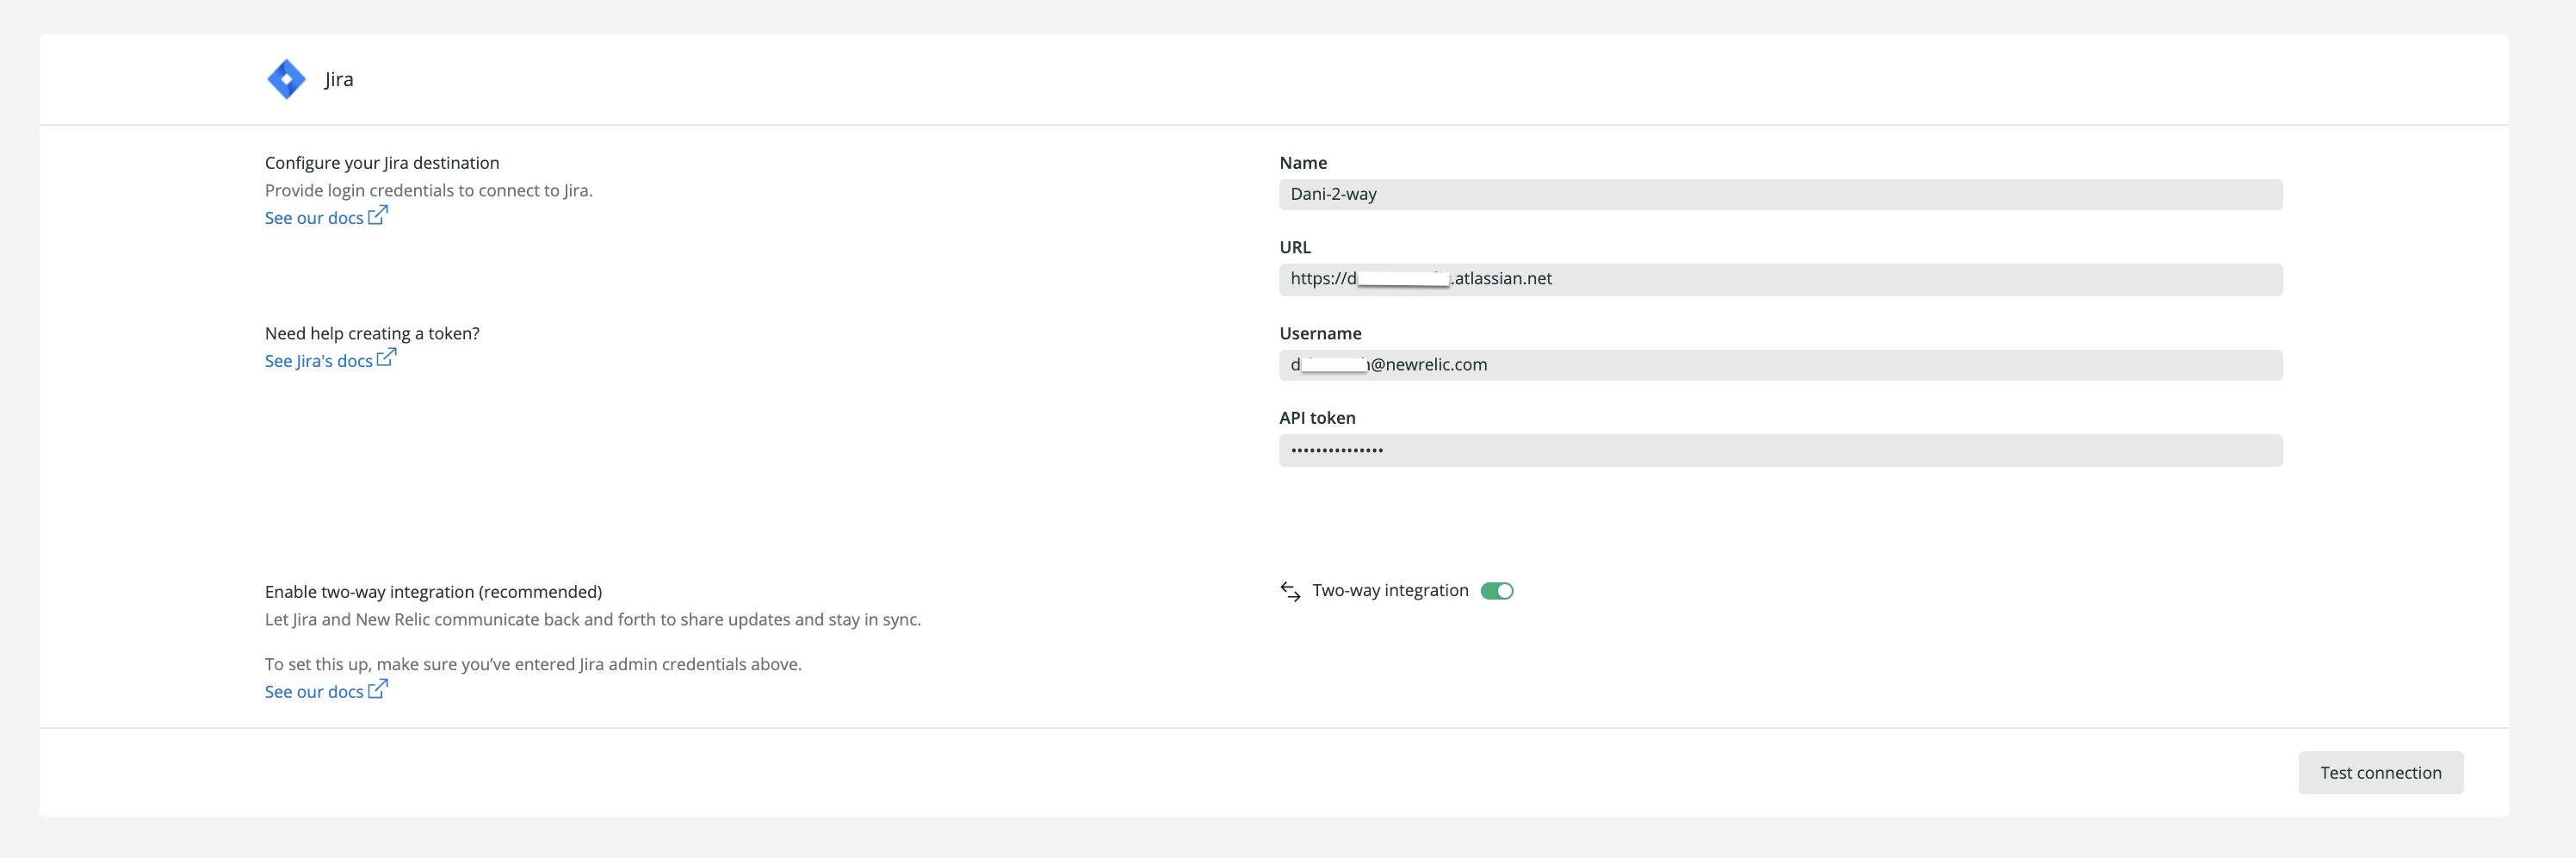 Jira
Configure your Jira destination
Provide login credentials to connect to Jira.
See our docs
Name
Dani-2-way
URL
https://d .atlassian.net
Need help creating a token?
See Jira's docs
Username
d @newrelic.com
API token
•••••••••••••••
Enable two-way integration (recommended)
Let Jira and New Relic communicate back and forth to share updates and stay in sync.
To set this up, make sure you’ve entered Jira admin credentials above.
See our docs
Two-way integration
Test connection